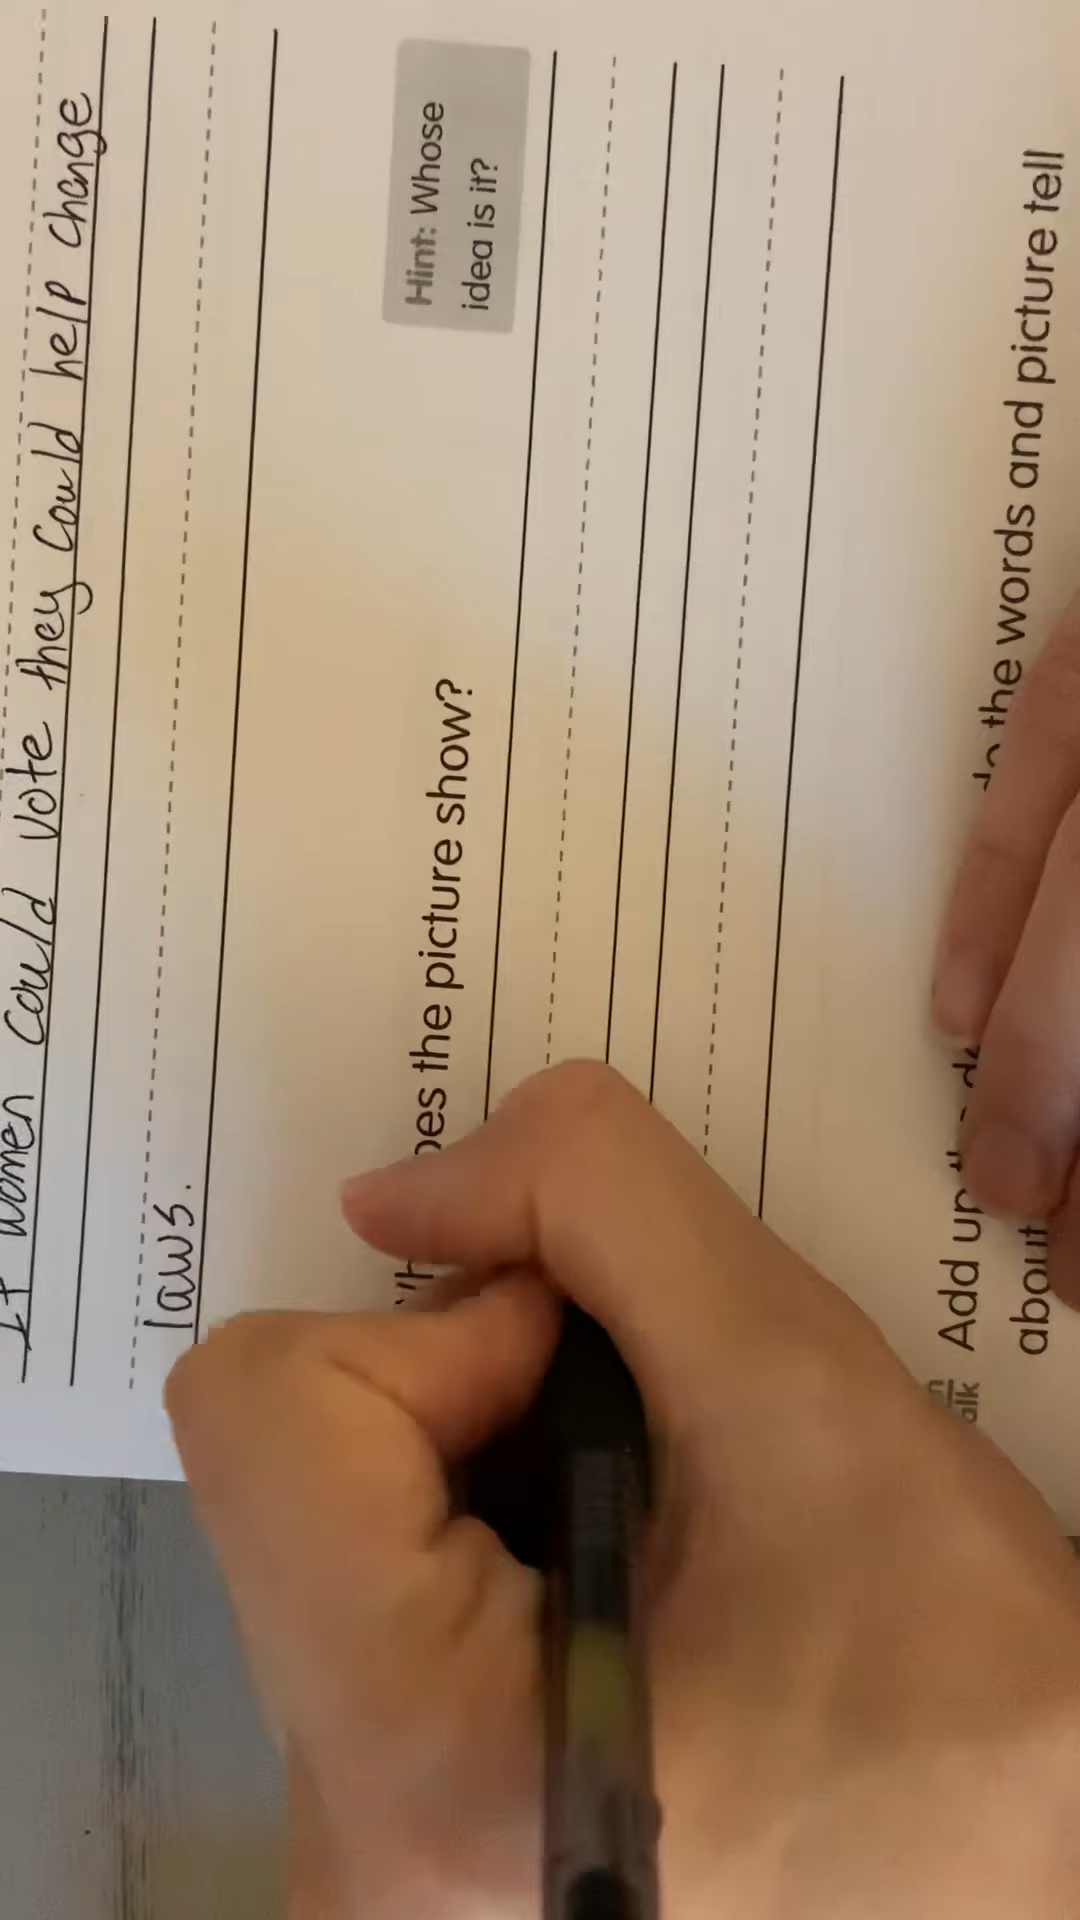 If women could vote they could help change
laws.
Hint: Whose
idea is it?
es the picture show?
the words and picture tell
Add up
about